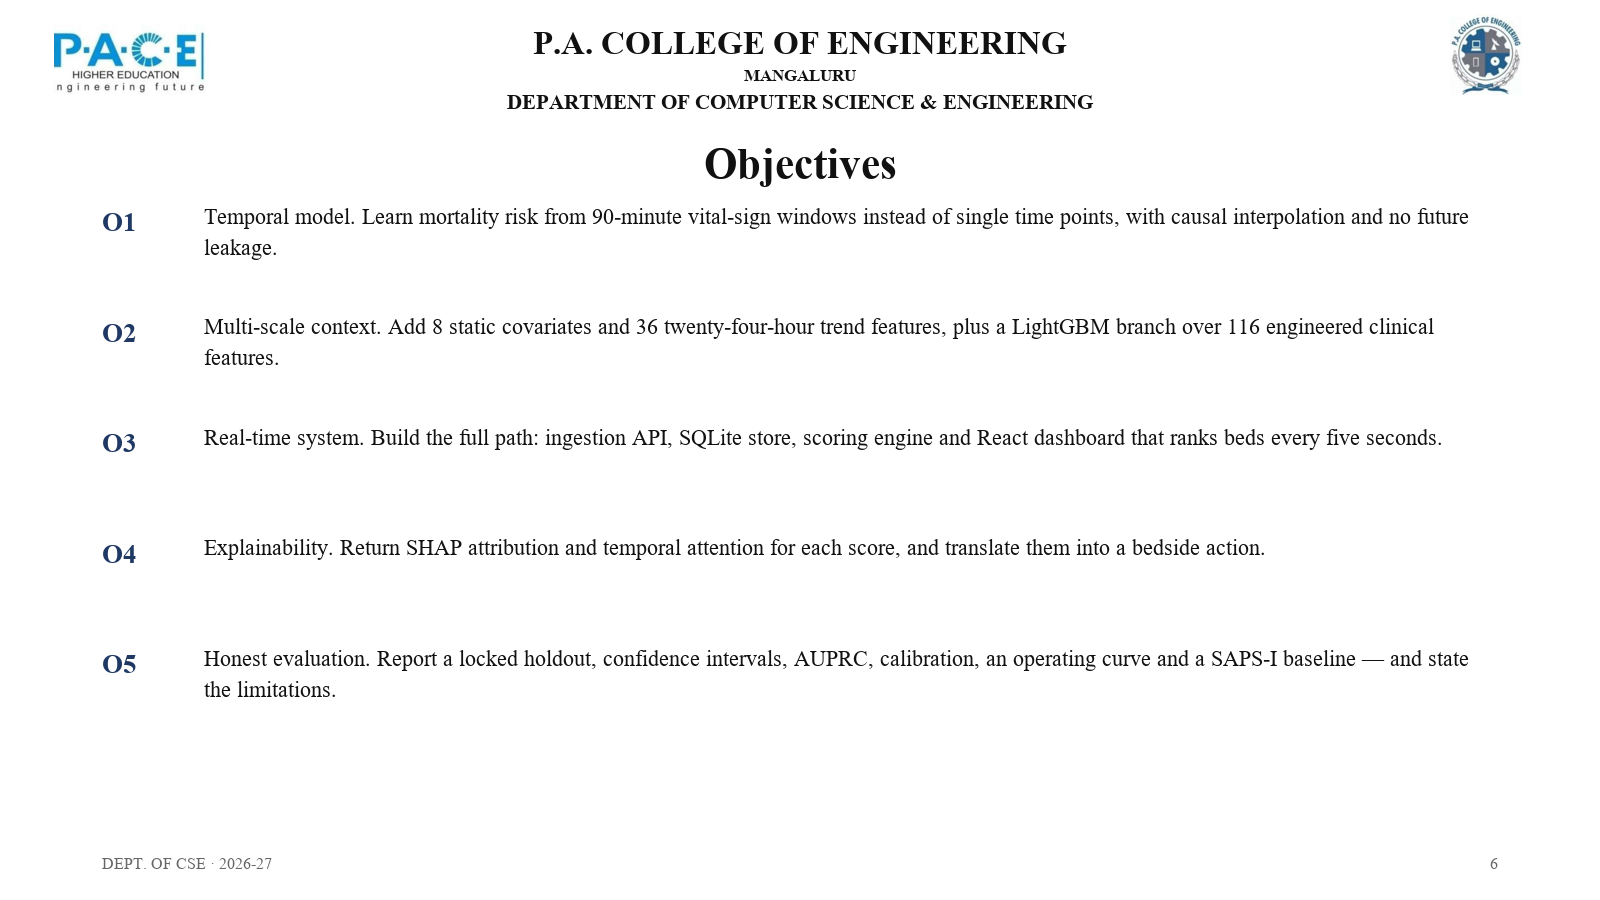 P·A·C·E
HIGHER EDUCATION
ngineering future
P.A. COLLEGE OF ENGINEERING
MANGALURU
DEPARTMENT OF COMPUTER SCIENCE & ENGINEERING
P.A. COLLEGE OF ENGINEERING
Objectives
O1
Temporal model. Learn mortality risk from 90-minute vital-sign windows instead of single time points, with causal interpolation and no future
leakage.
O2
Multi-scale context. Add 8 static covariates and 36 twenty-four-hour trend features, plus a LightGBM branch over 116 engineered clinical
features.
O3
Real-time system. Build the full path: ingestion API, SQLite store, scoring engine and React dashboard that ranks beds every five seconds.
O4
Explainability. Return SHAP attribution and temporal attention for each score, and translate them into a bedside action.
O5
Honest evaluation. Report a locked holdout, confidence intervals, AUPRC, calibration, an operating curve and a SAPS-I baseline — and state
the limitations.
DEPT. OF CSE · 2026-27
6